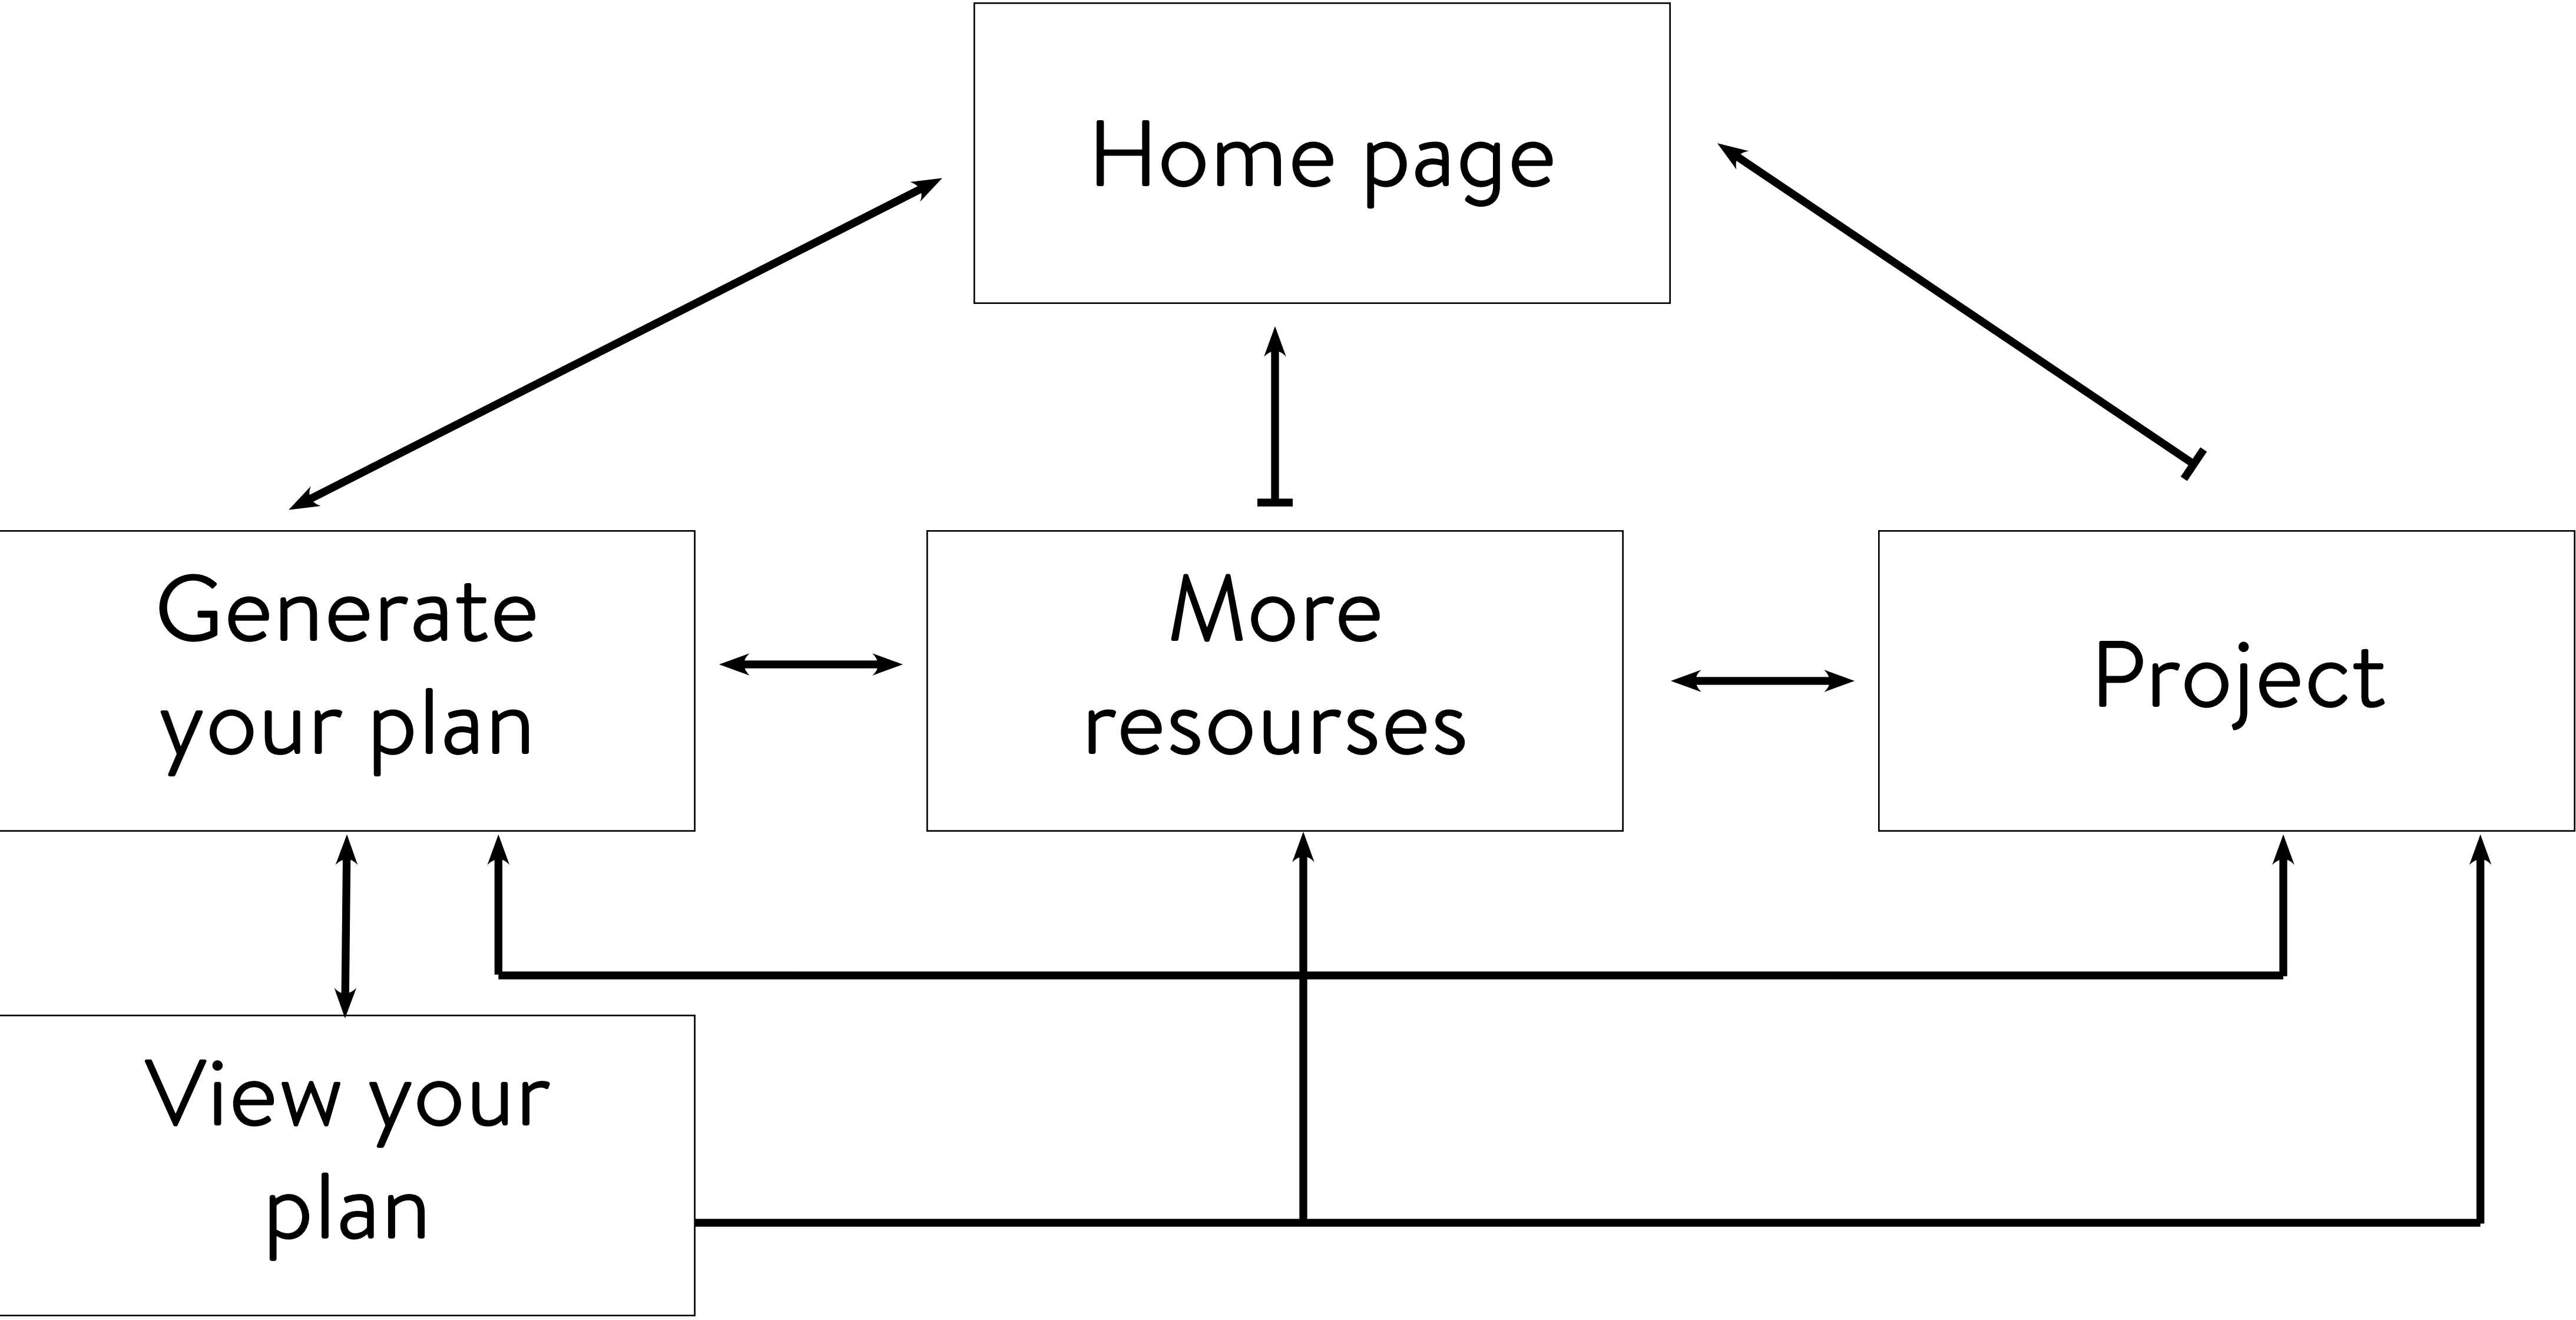 Home page
Generate
your plan
More
resourses
Project
View your
plan